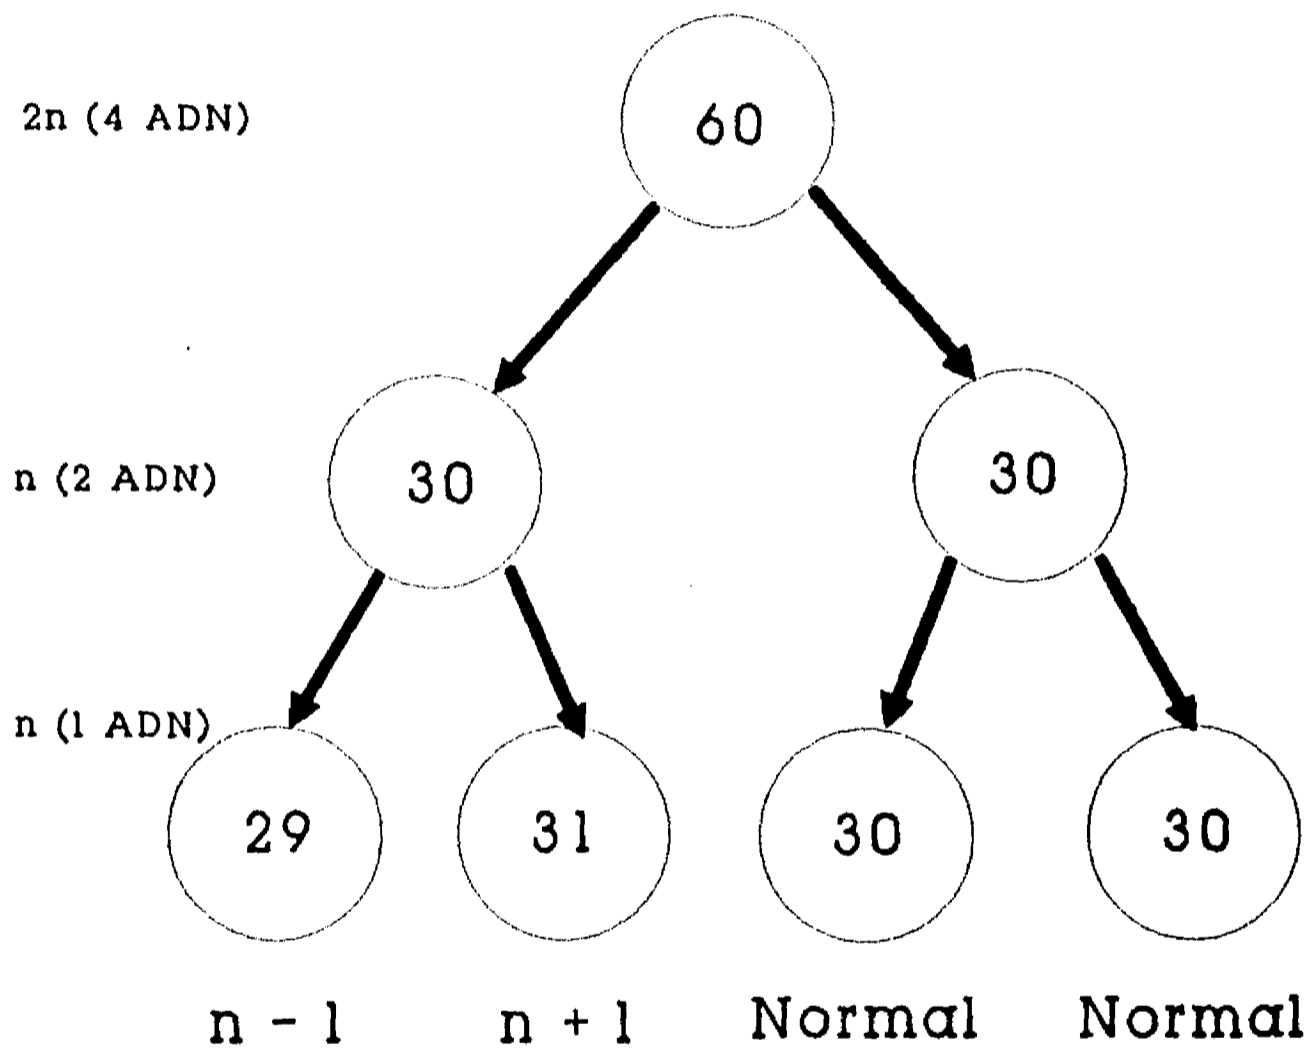 2n (4 ADN)
60
n (2 ADN)
30
30
n (1 ADN)
29
31
30
30
n - 1
n + 1
Normal
Normal